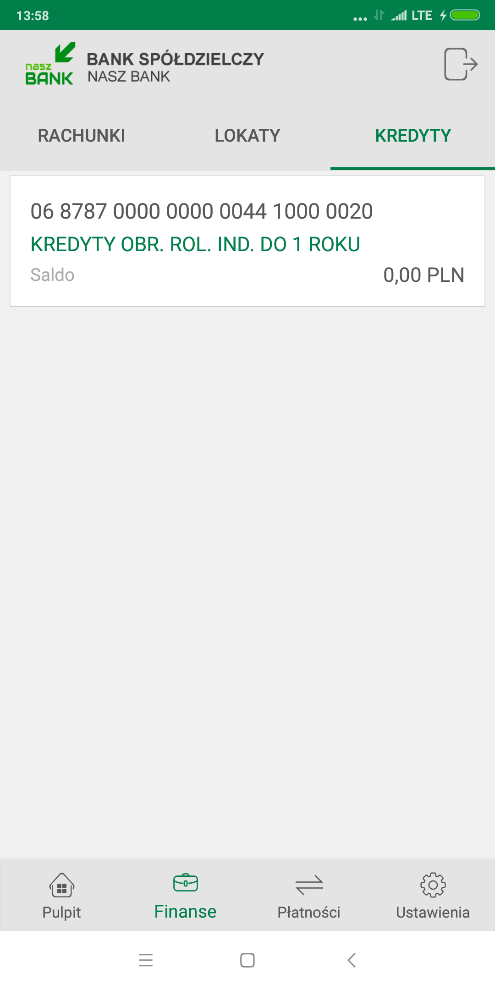 13:58
LTE
nasz
BANK
BANK SPÓŁDZIELCZY
NASZ BANK
RACHUNKI LOKATY KREDYTY
06 8787 0000 0000 0044 1000 0020
KREDYTY OBR. ROL. IND. DO 1 ROKU
Saldo 0,00 PLN
Pulpit Finanse Płatności Ustawienia